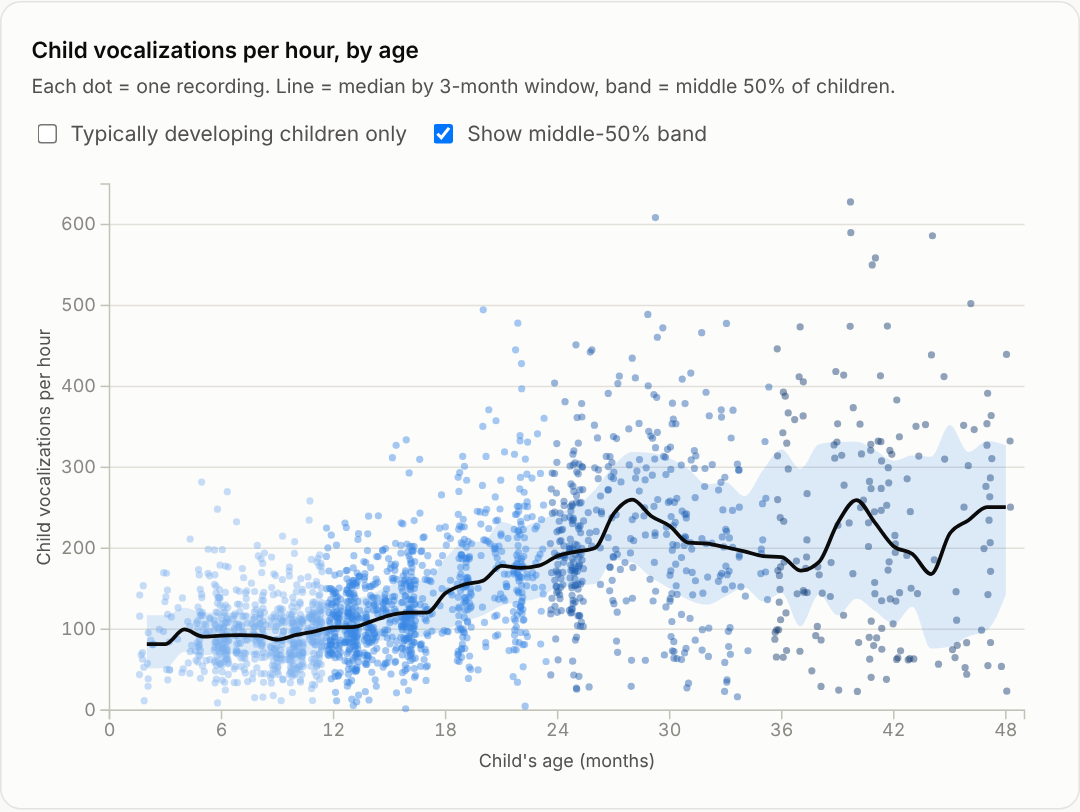 Child vocalizations per hour, by age
Each dot = one recording. Line = median by 3-month window, band = middle 50% of children.
Typically developing children only
Show middle-50% band
Child vocalizations per hour
600
500
400
300
200
100
0
0 6 12 18 24 30 36 42 48
Child's age (months)